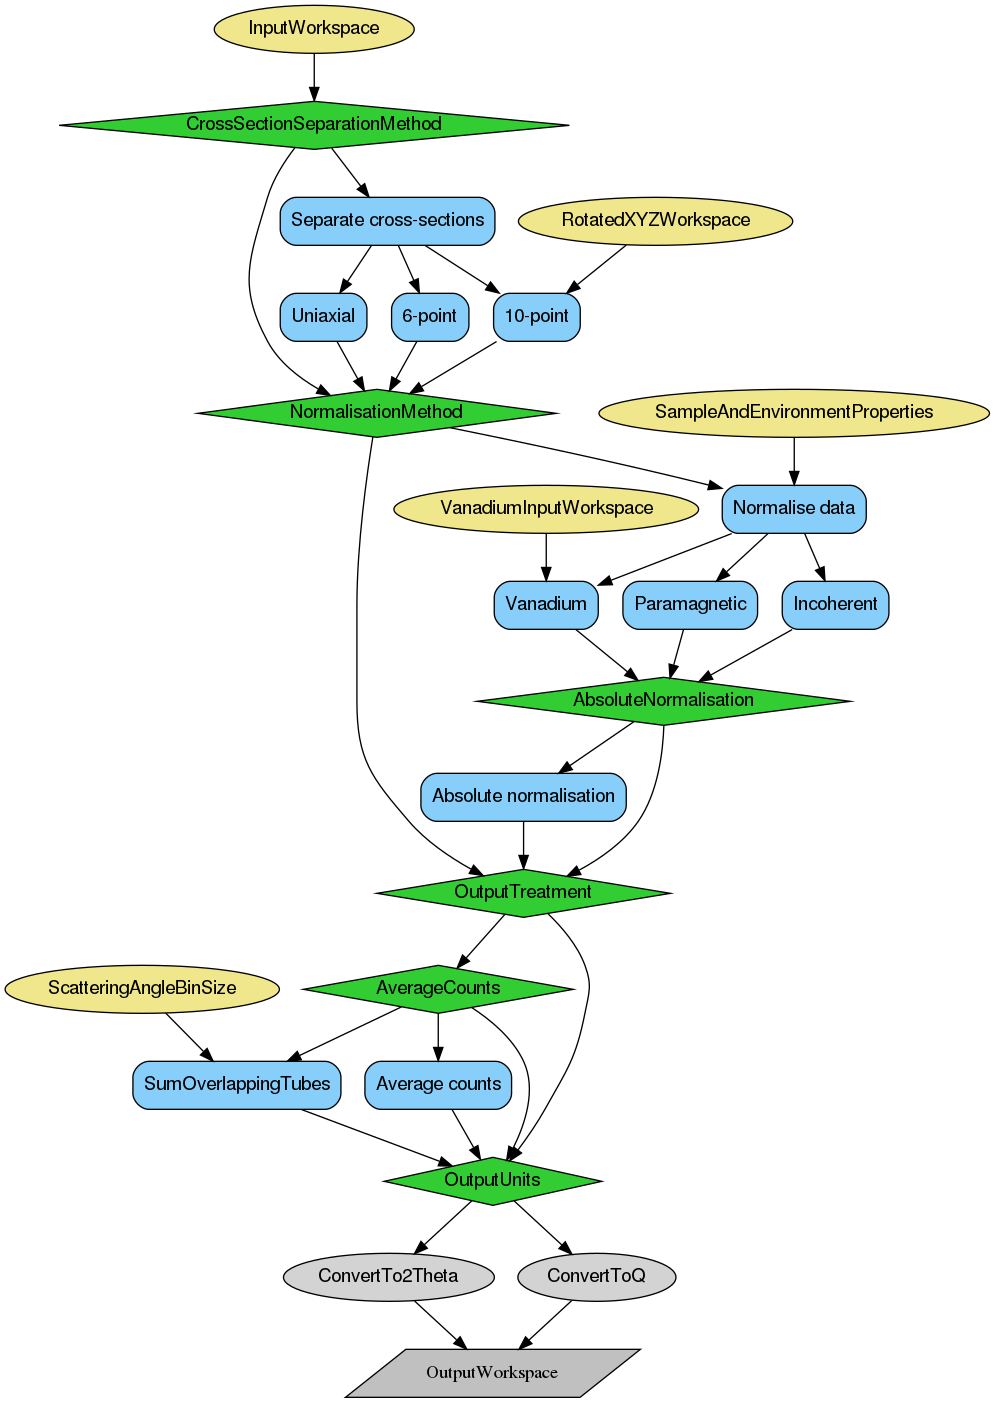 InputWorkspace
CrossSectionSeparationMethod
Separate cross-sections
RotatedXYZWorkspace
Uniaxial
6-point
10-point
NormalisationMethod
SampleAndEnvironmentProperties
VanadiumInputWorkspace
Normalise data
Vanadium
Paramagnetic
Incoherent
AbsoluteNormalisation
Absolute normalisation
OutputTreatment
ScatteringAngleBinSize
AverageCounts
SumOverlappingTubes
Average counts
OutputUnits
ConvertTo2Theta
ConvertToQ
OutputWorkspace